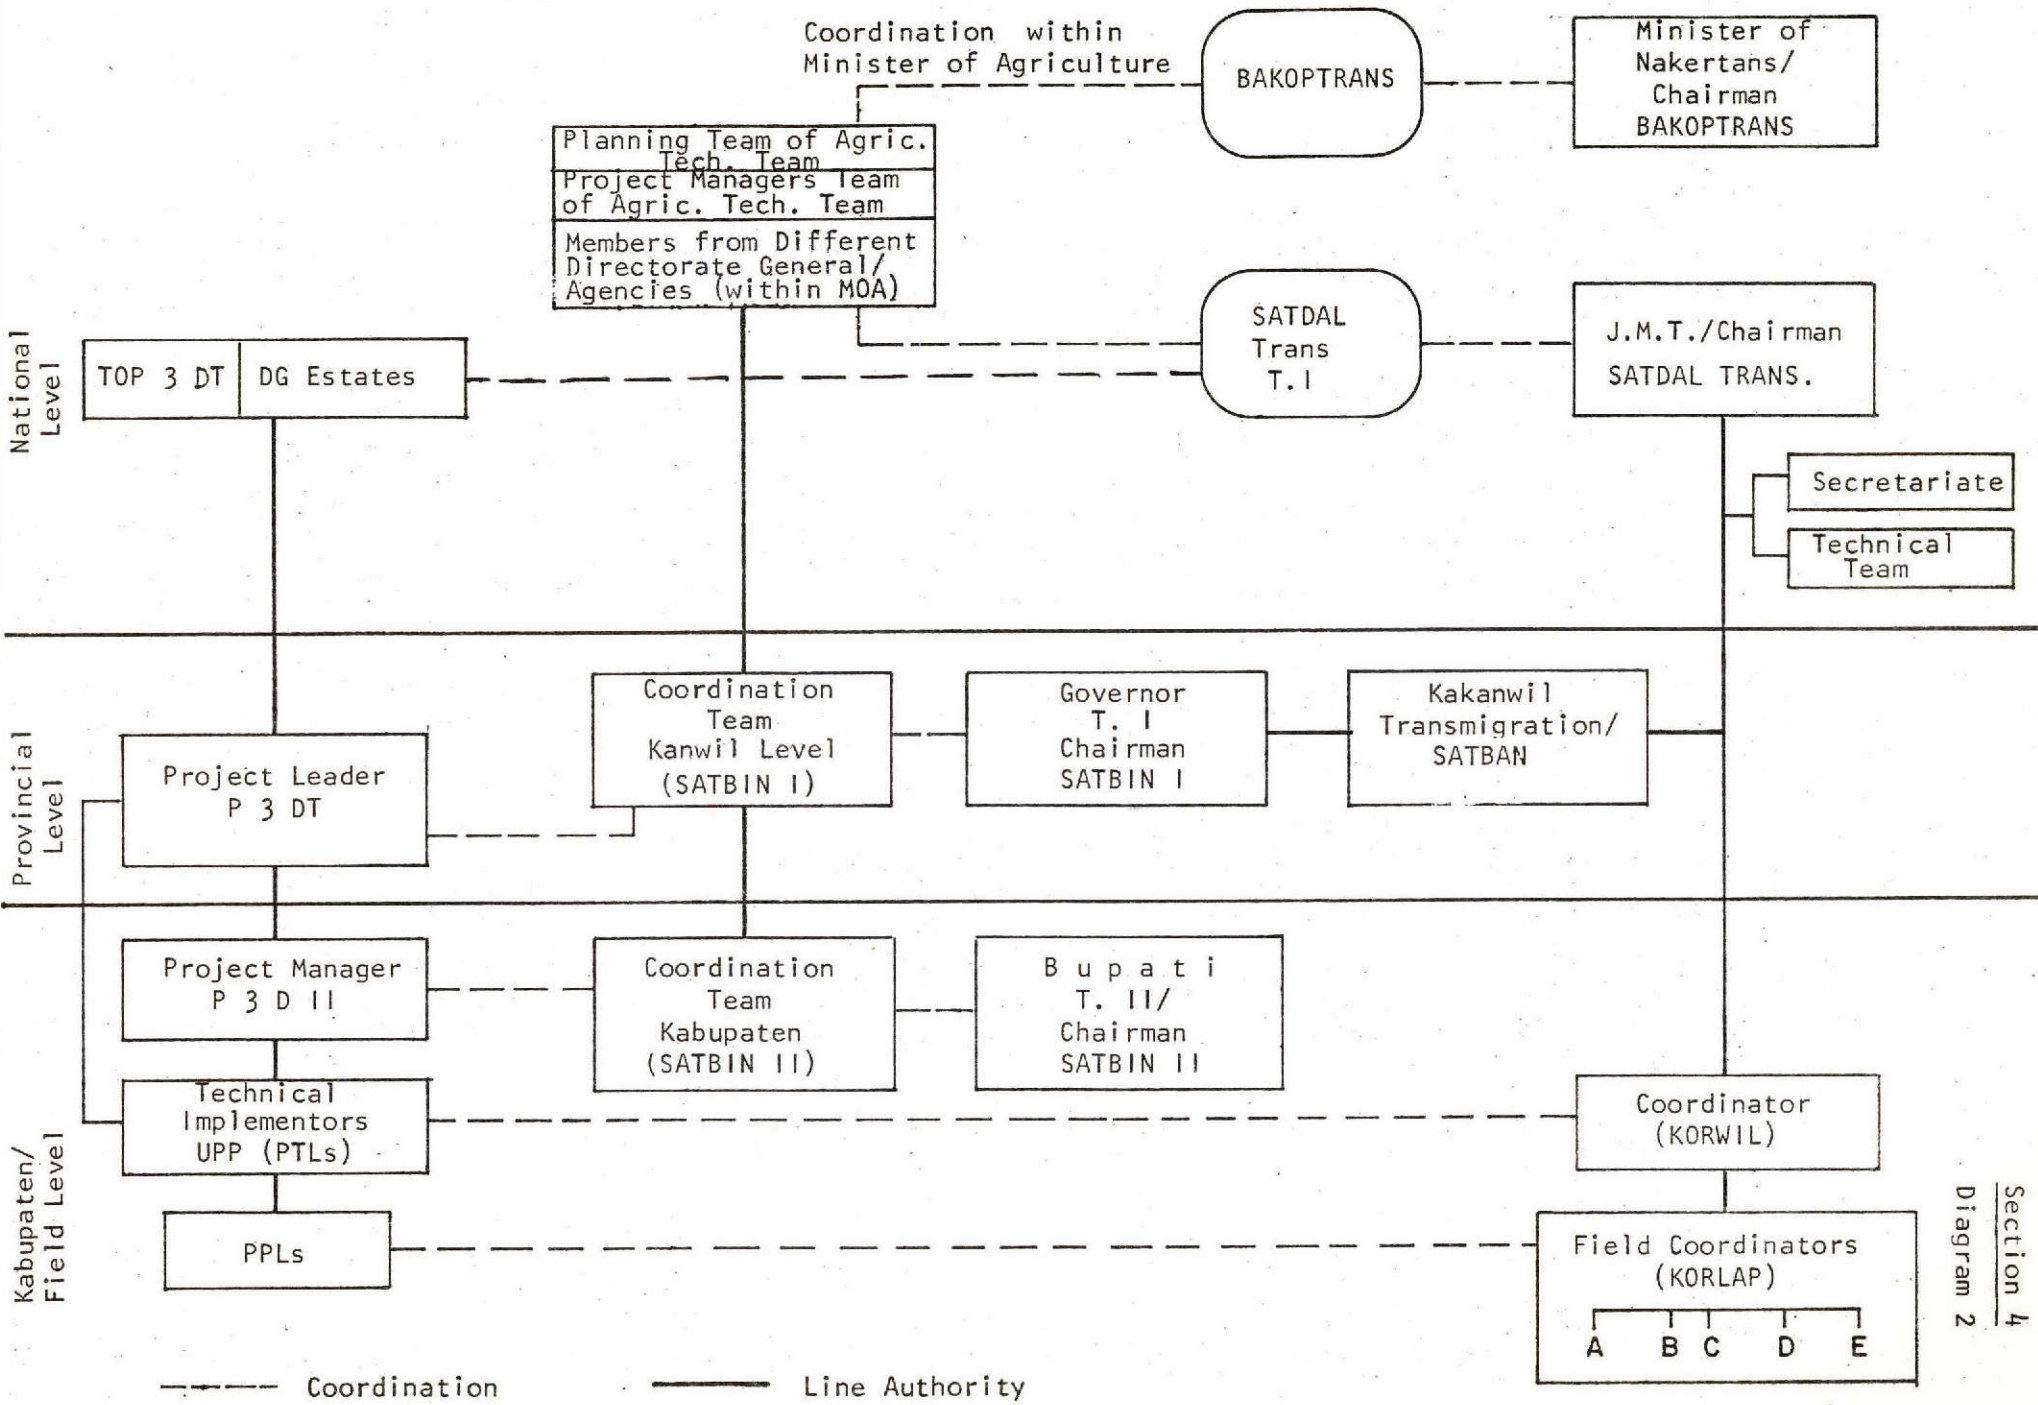 Coordination within
Minister of Agriculture
BAKOPTRANS
Minister of
Nakertans/
Chairman
BAKOPTRANS
Planning Team of Agric.
Tech. Team
Project Managers Team
of Agric. Tech. Team
Members from Different
Directorate General/
Agencies (within MOA)
National
Level
TOP 3 DT
DG Estates
SATDAL
Trans
T.I
J.M.T./Chairman
SATDAL TRANS.
Secretariate
Technical
Team
Provincial
Level
Project Leader
P 3 DT
Coordination
Team
Kanwil Level
(SATBIN I)
Governor
T. I
Chairman
SATBIN I
Kakanwil
Transmigration/
SATBAN
Kabupaten/
Field Level
Project Manager
P 3 D II
Coordination
Team
Kabupaten
(SATBIN II)
B u p a t i
T. II/
Chairman
SATBIN II
Technical
Implementors
UPP (PTLs)
Coordinator
(KORWIL)
PPLs
Field Coordinators
(KORLAP)
A B C D E
Section 4
Diagram 2
Coordination
Line Authority